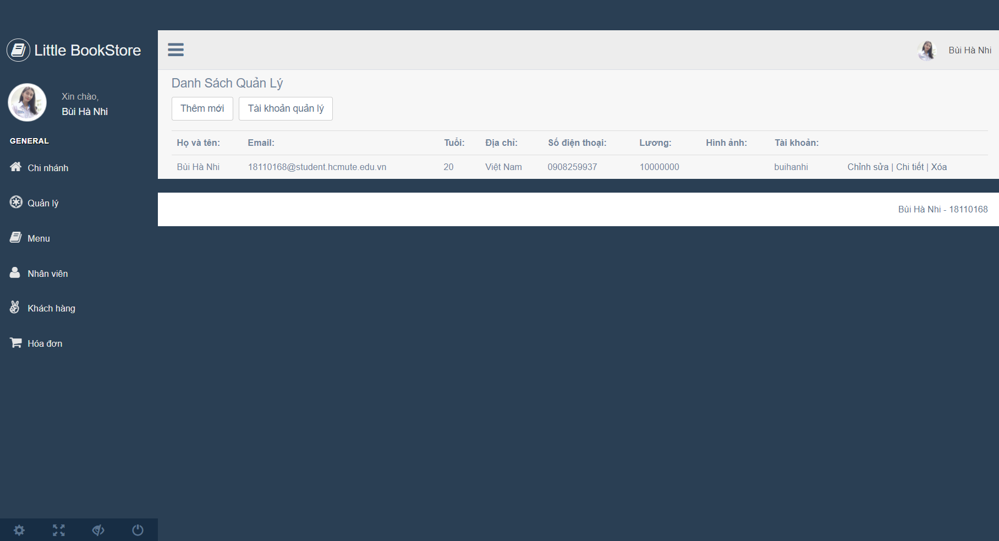 Little BookStore
Xin chào,
Bùi Hà Nhi
GENERAL
Chi nhánh
Quản lý
Menu
Nhân viên
Khách hàng
Hóa đơn
Bùi Hà Nhi
Danh Sách Quản Lý
Thêm mới Tài khoản quản lý
Họ và tên: Email: Tuổi: Địa chỉ: Số điện thoại: Lương: Hình ảnh: Tài khoản:
Bùi Hà Nhi 18110168@student.hcmute.edu.vn 20 Việt Nam 0908259937 10000000 buihanhi Chỉnh sửa | Chi tiết | Xóa
Bùi Hà Nhi - 18110168